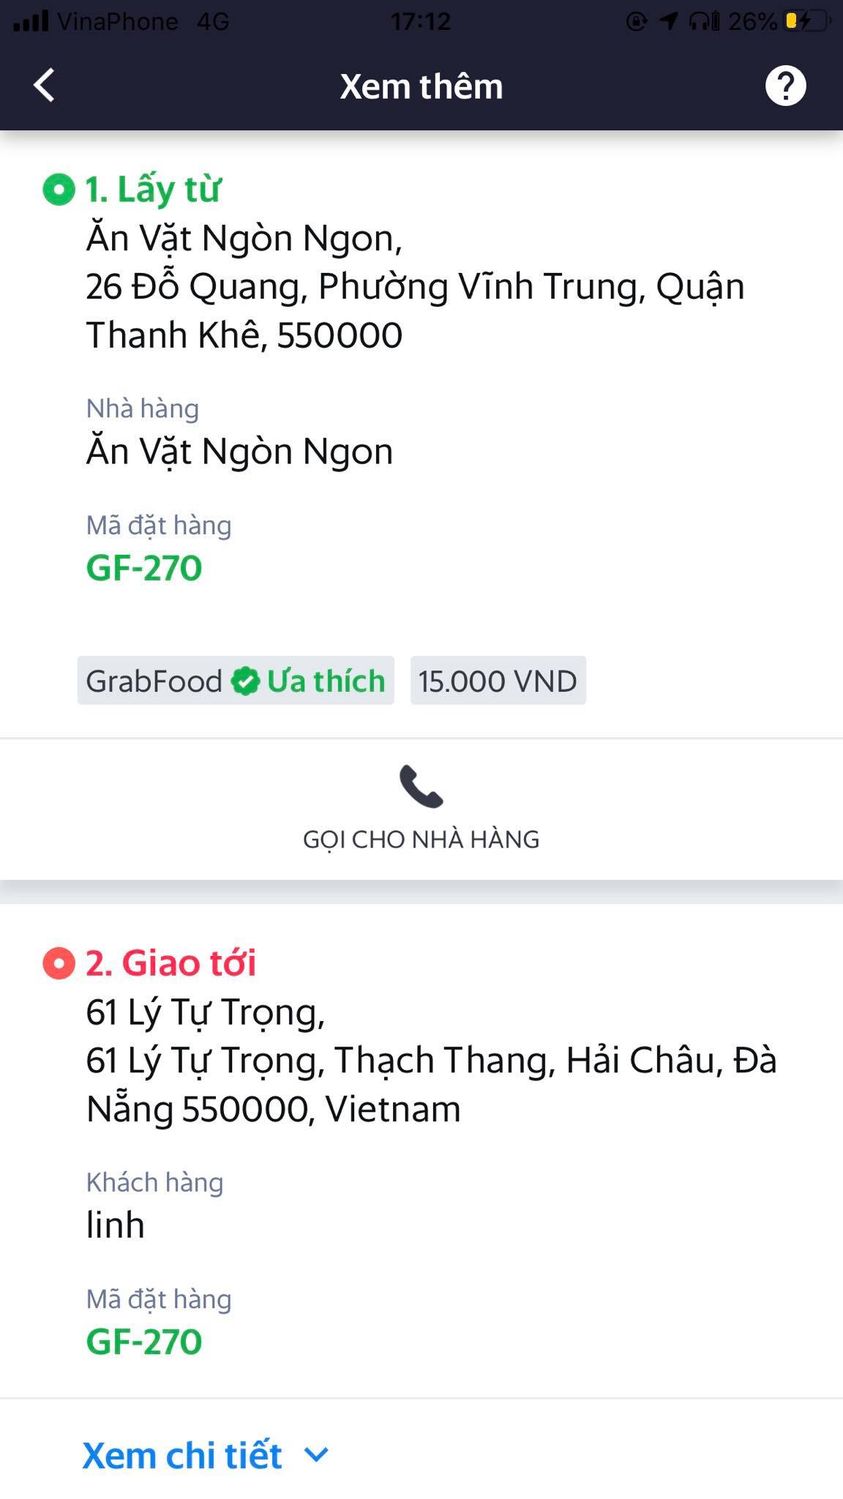 VinaPhone 4G 17:12 26%
Xem thêm ?
1. Lấy từ
Ăn Vặt Ngòn Ngon,
26 Đỗ Quang, Phường Vĩnh Trung, Quận
Thanh Khê, 550000
Nhà hàng
Ăn Vặt Ngòn Ngon
Mã đặt hàng
GF-270
GrabFood Ưa thích 15.000 VND
GỌI CHO NHÀ HÀNG
2. Giao tới
61 Lý Tự Trọng,
61 Lý Tự Trọng, Thạch Thang, Hải Châu, Đà
Nẵng 550000, Vietnam
Khách hàng
linh
Mã đặt hàng
GF-270
Xem chi tiết